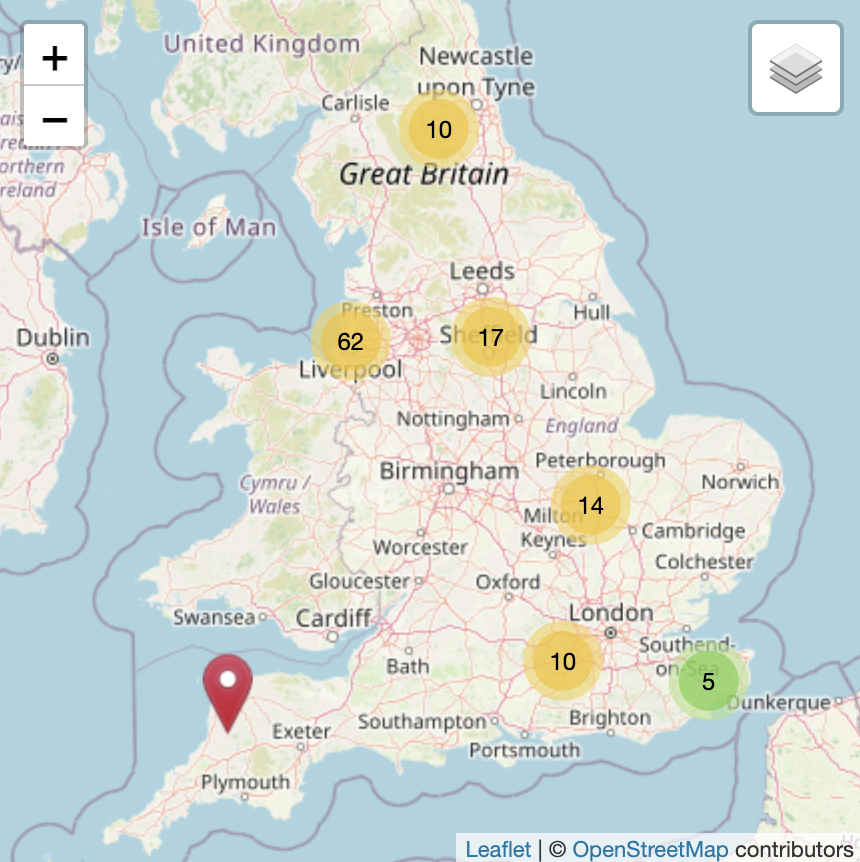 +
−
United Kingdom
Newcastle
upon Tyne
Carlisle
10
Great Britain
Isle of Man
Leeds
Preston
Hull
Dublin
62
17
Sheffield
Liverpool
Lincoln
Nottingham
England
Birmingham
Peterborough
Cymru /
Wales
Norwich
14
Milton
Keynes
Cambridge
Worcester
Colchester
Gloucester
Oxford
Swansea
Cardiff
London
Southend-
on-Sea
10
Bath
5
Dunkerque
Exeter
Southampton
Brighton
Portsmouth
Plymouth
Leaflet | © OpenStreetMap contributors